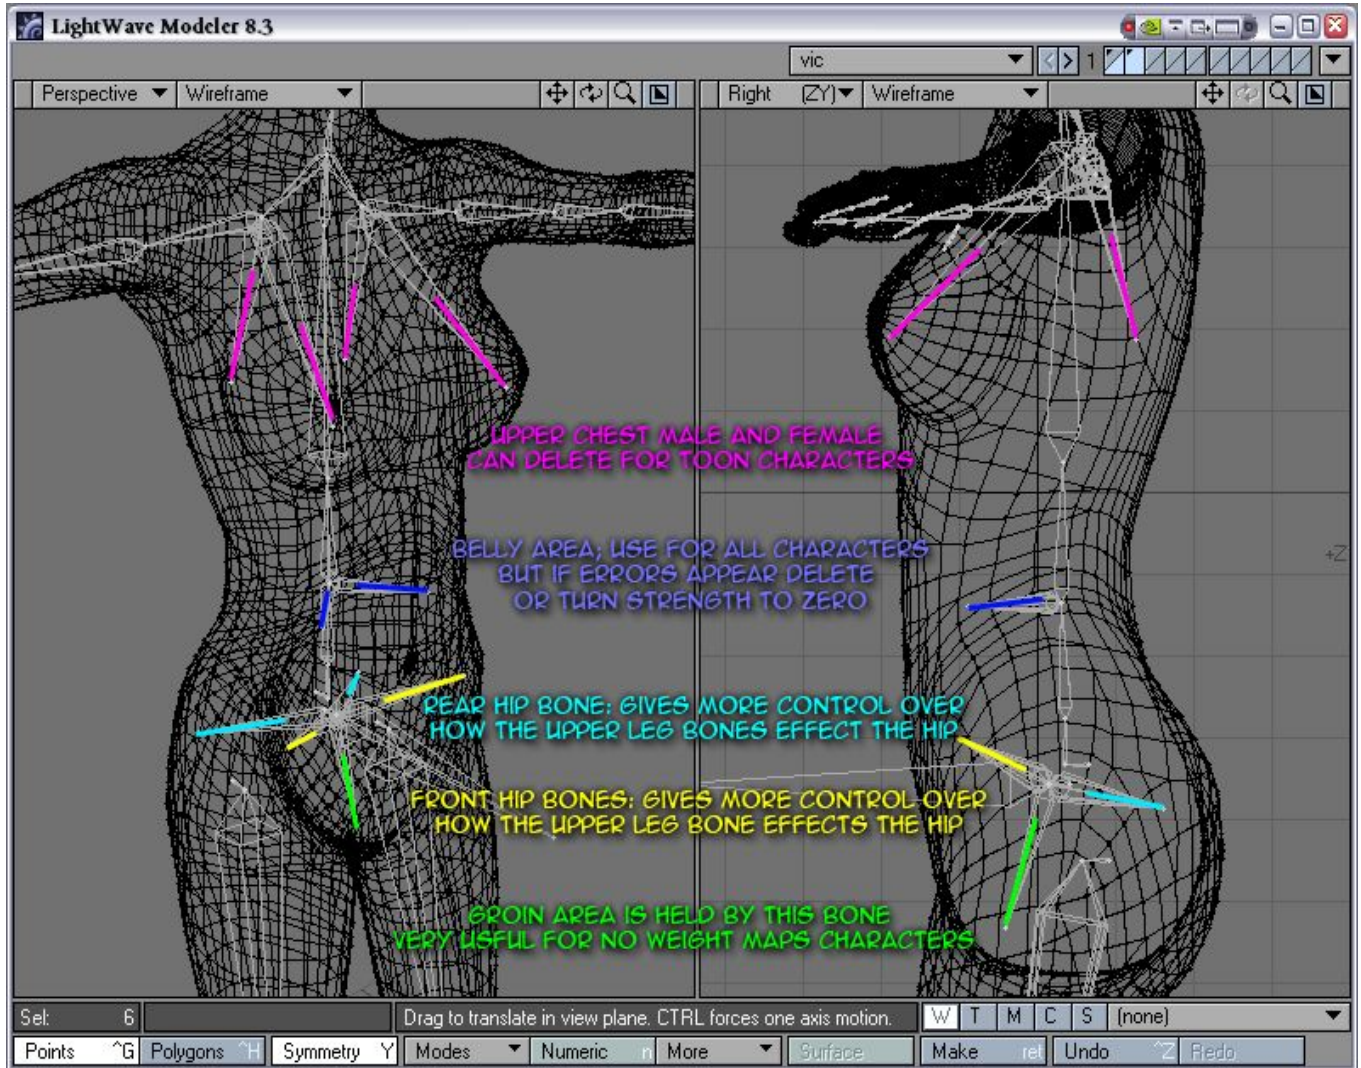 LightWave Modeler 8.3
vic
1
Perspective Wireframe
Right (ZY) Wireframe
UPPER CHEST MALE AND FEMALE
CAN DELETE FOR TOON CHARACTERS
BELLY AREA; USE FOR ALL CHARACTERS
BUT IF ERRORS APPEAR DELETE
OR TURN STRENGTH TO ZERO
+Z
REAR HIP BONE: GIVES MORE CONTROL OVER
HOW THE UPPER LEG BONES EFFECT THE HIP
FRONT HIP BONES: GIVES MORE CONTROL OVER
HOW THE UPPER LEG BONE EFFECTS THE HIP
GROIN AREA IS HELD BY THIS BONE
VERY USFUL FOR NO WEIGHT MAPS CHARACTERS
Sel: 6 Drag to translate in view plane. CTRL forces one axis motion. W T M C S (none)
Points ^G Polygons ^H Symmetry Y Modes Numeric n More Surface Make ret Undo ^Z Redo